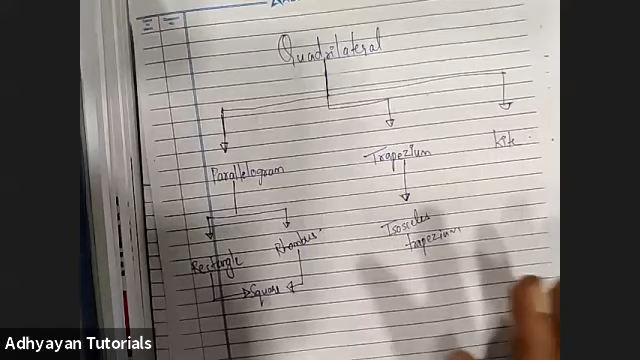 Quadrilateral
Parallelogram
Trapezium
kite
Rectangle
Rhombus
Isosceles
trapezium
Square
Adhyayan Tutorials